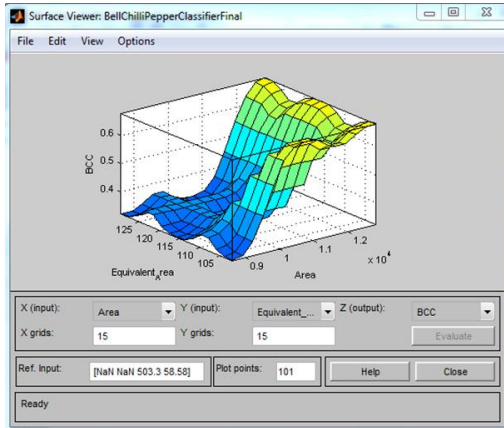 Surface Viewer: BellChilliPepperClassifierFinal
File Edit View Options
0.6
0.5
0.4
BCC
125 120 115 110 105
0.9 1 1.1 1.2
x 10⁴
Equivalent_Area
Area
X (input): Area Y (input): Equivalent_... Z (output): BCC
X grids: 15 Y grids: 15 Evaluate
Ref. Input: [NaN NaN 503.3 58.58] Plot points: 101 Help Close
Ready